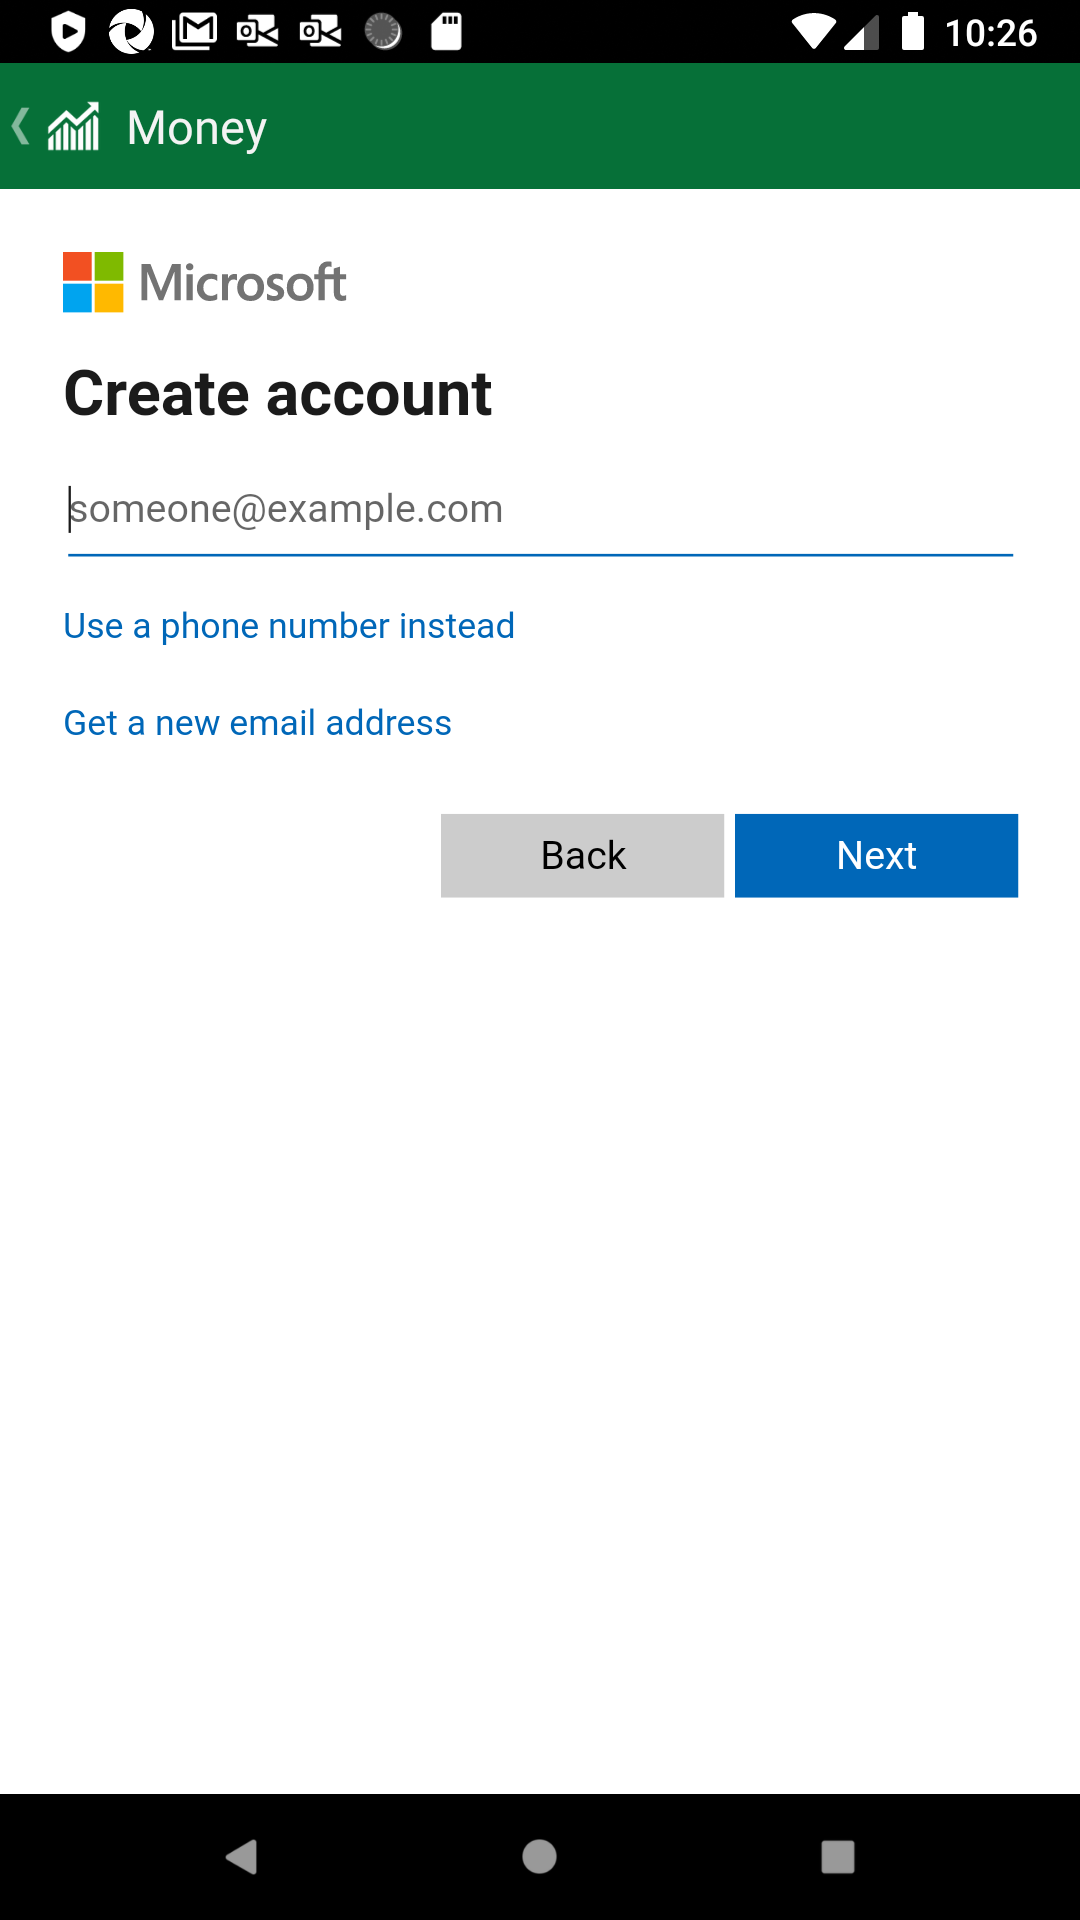 10:26
Money
Microsoft
Create account
someone@example.com
Use a phone number instead
Get a new email address
Back Next